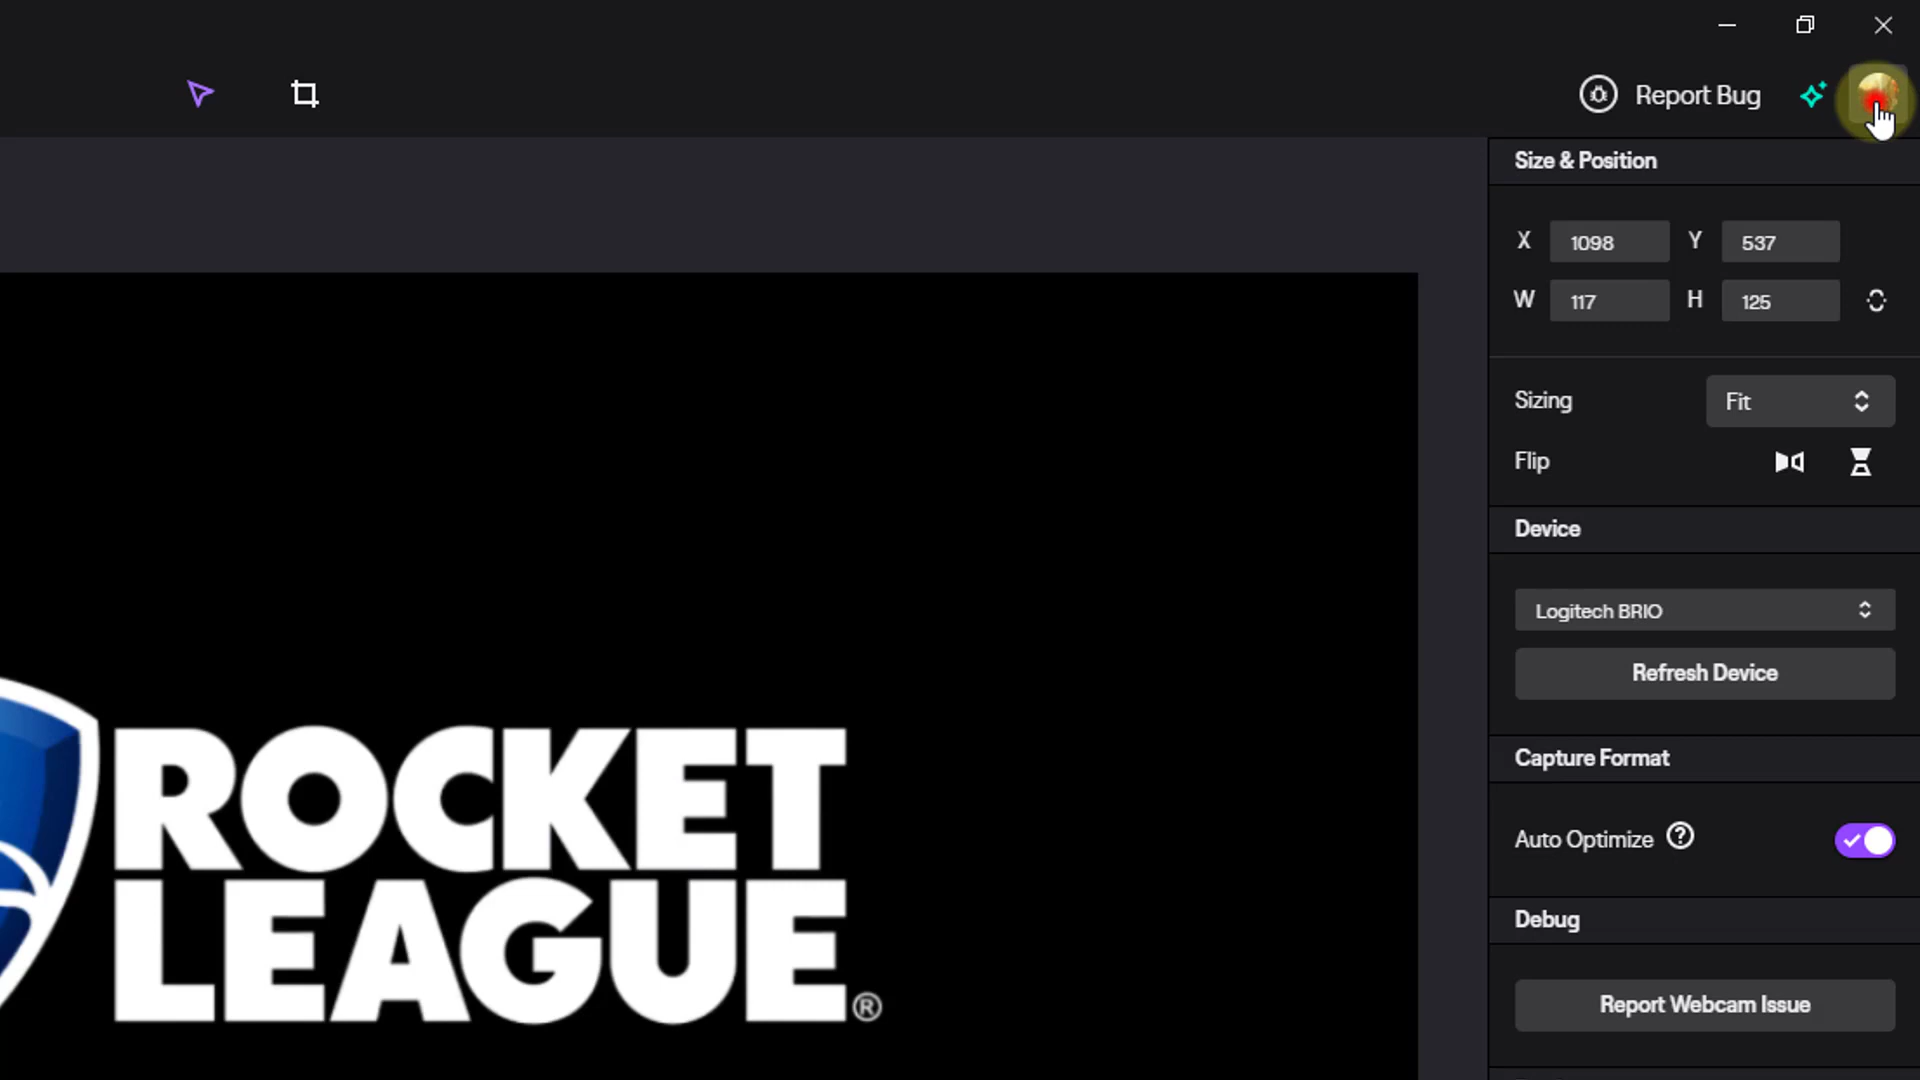 Report Bug
Size & Position
X 1098 Y 537
W 117 H 125
Sizing Fit
Flip
Device
Logitech BRIO
Refresh Device
Capture Format
Auto Optimize
Debug
Report Webcam Issue
ROCKET
LEAGUE®